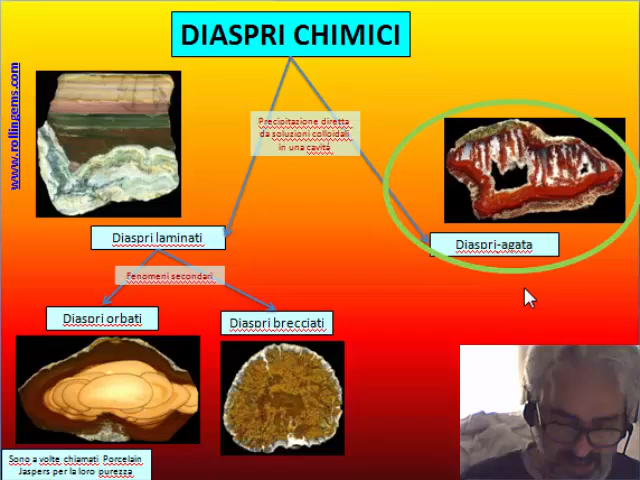 DIASPRI CHIMICI
www.rollingems.com
Precipitazione diretta
da soluzioni colloidali
in una cavità
Diaspri laminati
Diaspri-agata
Fenomeni secondari
Diaspri orbati
Diaspri brecciati
Sono a volte chiamati Porcelain
Jaspers per la loro purezza